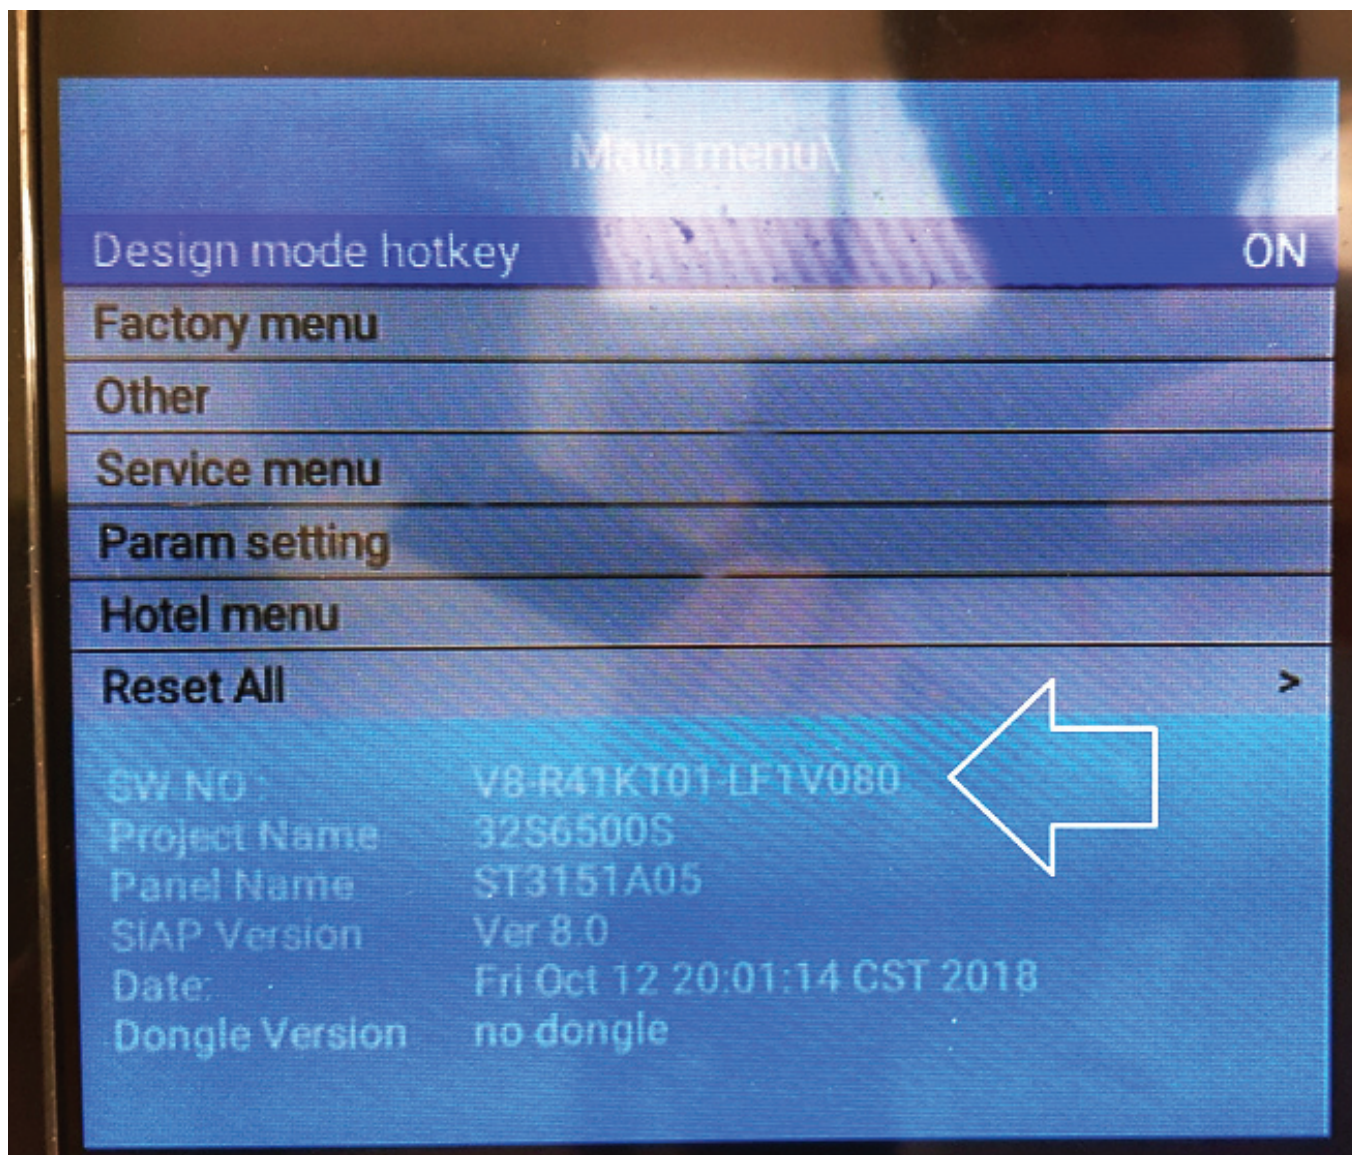 Main menu\
Design mode hotkey ON
Factory menu
Other
Service menu
Param setting
Hotel menu
Reset All >
SW NO: V8-R41KT01-LF1V080
Project Name 32S6500S
Panel Name ST3151A05
SIAP Version Ver 8.0
Date: Fri Oct 12 20:01:14 CST 2018
Dongle Version no dongle